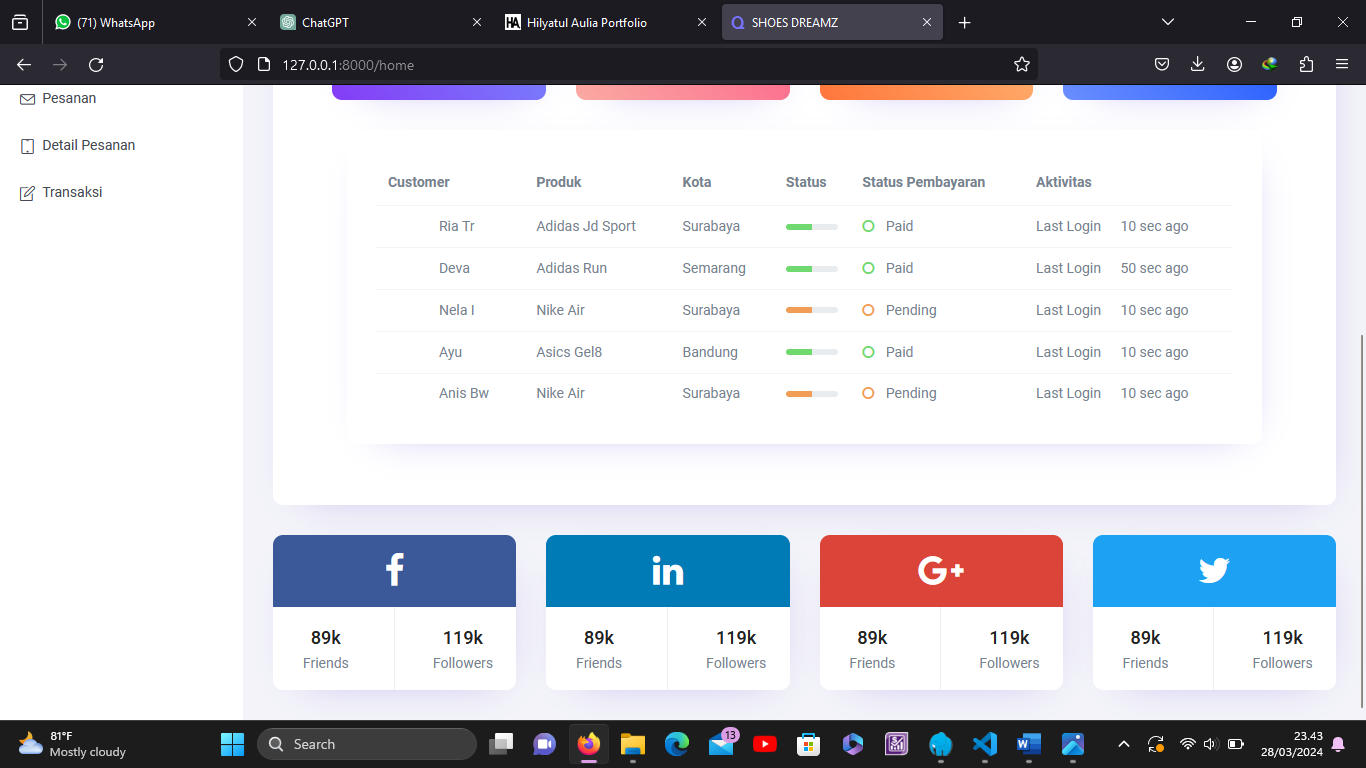 (71) WhatsApp
ChatGPT
Hilyatul Aulia Portfolio
SHOES DREAMZ
127.0.0.1:8000/home
Pesanan
Detail Pesanan
Transaksi
Customer Produk Kota Status Status Pembayaran Aktivitas
Ria Tr Adidas Jd Sport Surabaya Paid Last Login 10 sec ago
Deva Adidas Run Semarang Paid Last Login 50 sec ago
Nela I Nike Air Surabaya Pending Last Login 10 sec ago
Ayu Asics Gel8 Bandung Paid Last Login 10 sec ago
Anis Bw Nike Air Surabaya Pending Last Login 10 sec ago
89k 119k 89k 119k 89k 119k 89k 119k
Friends Followers Friends Followers Friends Followers Friends Followers
81°F
Mostly cloudy
Search
13
23.43
28/03/2024